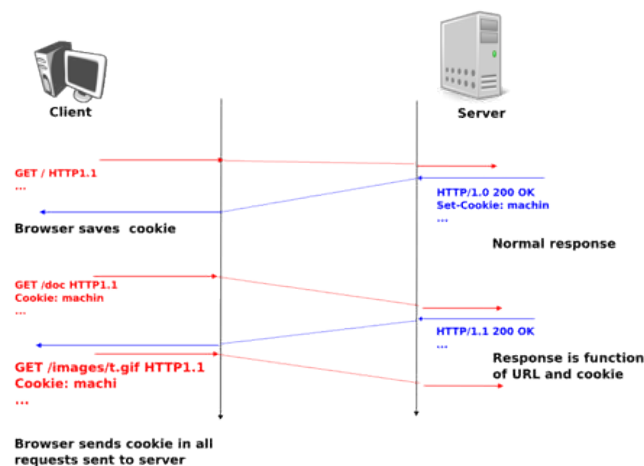 Client
Server
GET / HTTP1.1
...
HTTP/1.0 200 OK
Set-Cookie: machin
...
Browser saves cookie
Normal response
GET /doc HTTP1.1
Cookie: machin
...
HTTP/1.1 200 OK
...
GET /images/t.gif HTTP1.1
Cookie: machi
...
Response is function
of URL and cookie
Browser sends cookie in all
requests sent to server